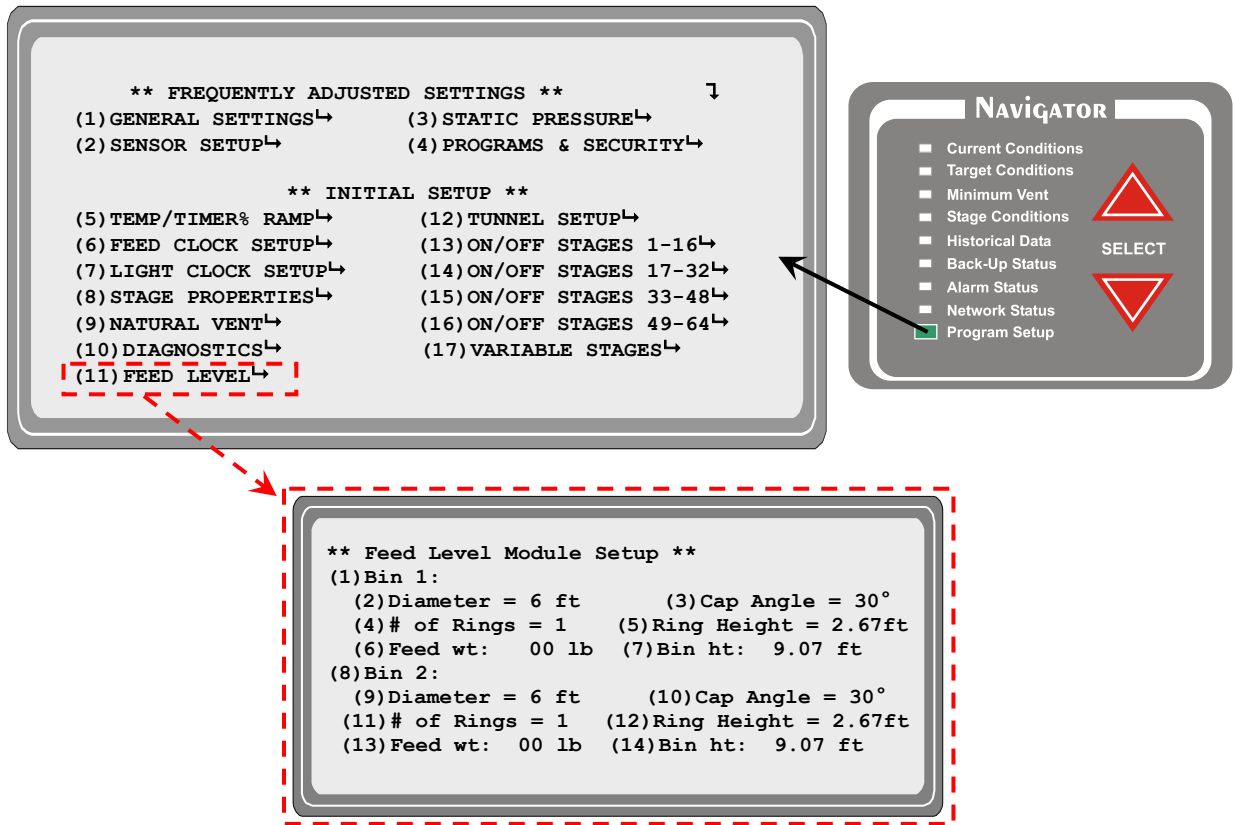 ** FREQUENTLY ADJUSTED SETTINGS ** ↴
(1)GENERAL SETTINGS↳ (3)STATIC PRESSURE↳
(2)SENSOR SETUP↳ (4)PROGRAMS & SECURITY↳
** INITIAL SETUP **
(5)TEMP/TIMER% RAMP↳ (12)TUNNEL SETUP↳
(6)FEED CLOCK SETUP↳ (13)ON/OFF STAGES 1-16↳
(7)LIGHT CLOCK SETUP↳ (14)ON/OFF STAGES 17-32↳
(8)STAGE PROPERTIES↳ (15)ON/OFF STAGES 33-48↳
(9)NATURAL VENT↳ (16)ON/OFF STAGES 49-64↳
(10)DIAGNOSTICS↳ (17)VARIABLE STAGES↳
(11)FEED LEVEL↳
NAVIGATOR
Current Conditions
Target Conditions
Minimum Vent
Stage Conditions
Historical Data
Back-Up Status
Alarm Status
Network Status
Program Setup
SELECT
** Feed Level Module Setup **
(1)Bin 1:
(2)Diameter = 6 ft (3)Cap Angle = 30°
(4)# of Rings = 1 (5)Ring Height = 2.67ft
(6)Feed wt: 00 lb (7)Bin ht: 9.07 ft
(8)Bin 2:
(9)Diameter = 6 ft (10)Cap Angle = 30°
(11)# of Rings = 1 (12)Ring Height = 2.67ft
(13)Feed wt: 00 lb (14)Bin ht: 9.07 ft